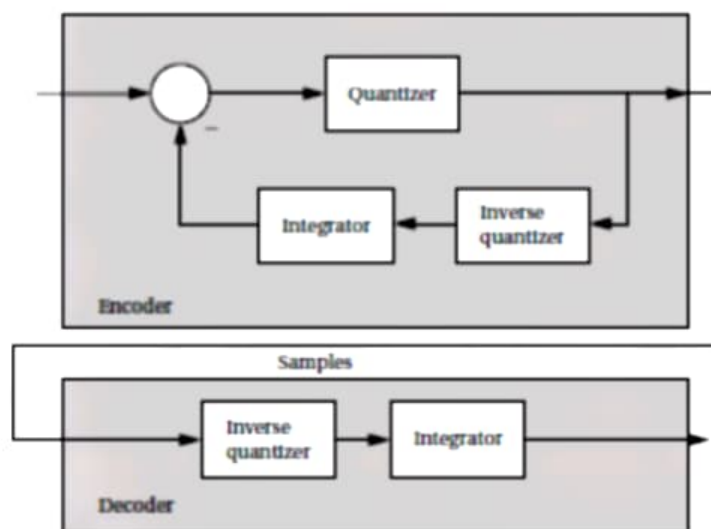 Quantizer
Integrator
Inverse
quantizer
Encoder
Samples
Inverse
quantizer
Integrator
Decoder